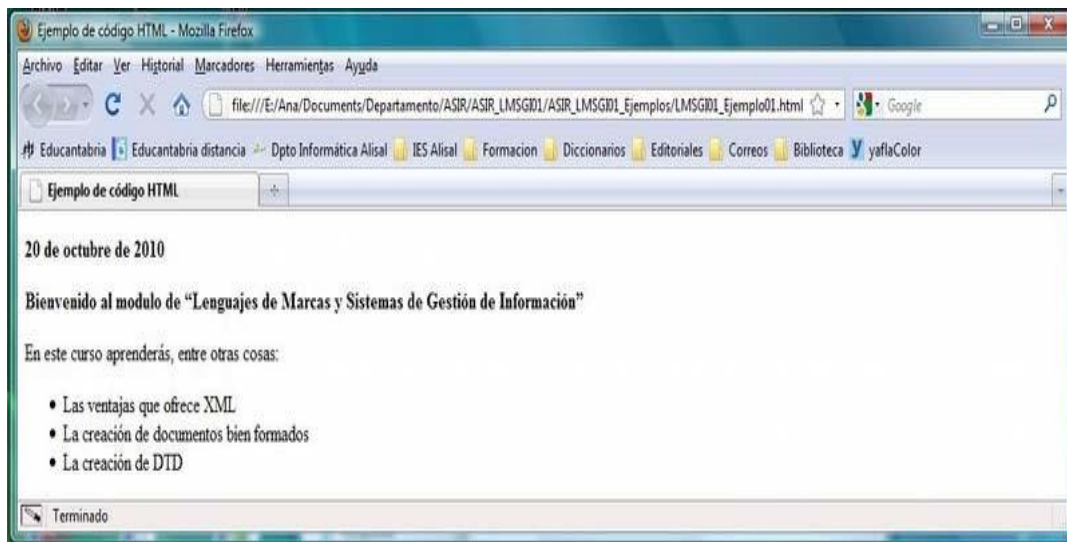 Ejemplo de código HTML - Mozilla Firefox
Archivo Editar Ver Historial Marcadores Herramientas Ayuda
file:///E:/Ana/Documents/Departamento/ASIR/ASIR_LMSGI01/ASIR_LMSGI01_Ejemplos/LMSGI01_Ejemplo01.html Google
Educantabria Educantabria distancia Dpto Informática Alisal IES Alisal Formacion Diccionarios Editoriales Correos Biblioteca yaflaColor
Ejemplo de código HTML
20 de octubre de 2010
Bienvenido al modulo de “Lenguajes de Marcas y Sistemas de Gestión de Información”
En este curso aprenderás, entre otras cosas:
• Las ventajas que ofrece XML
• La creación de documentos bien formados
• La creación de DTD
Terminado